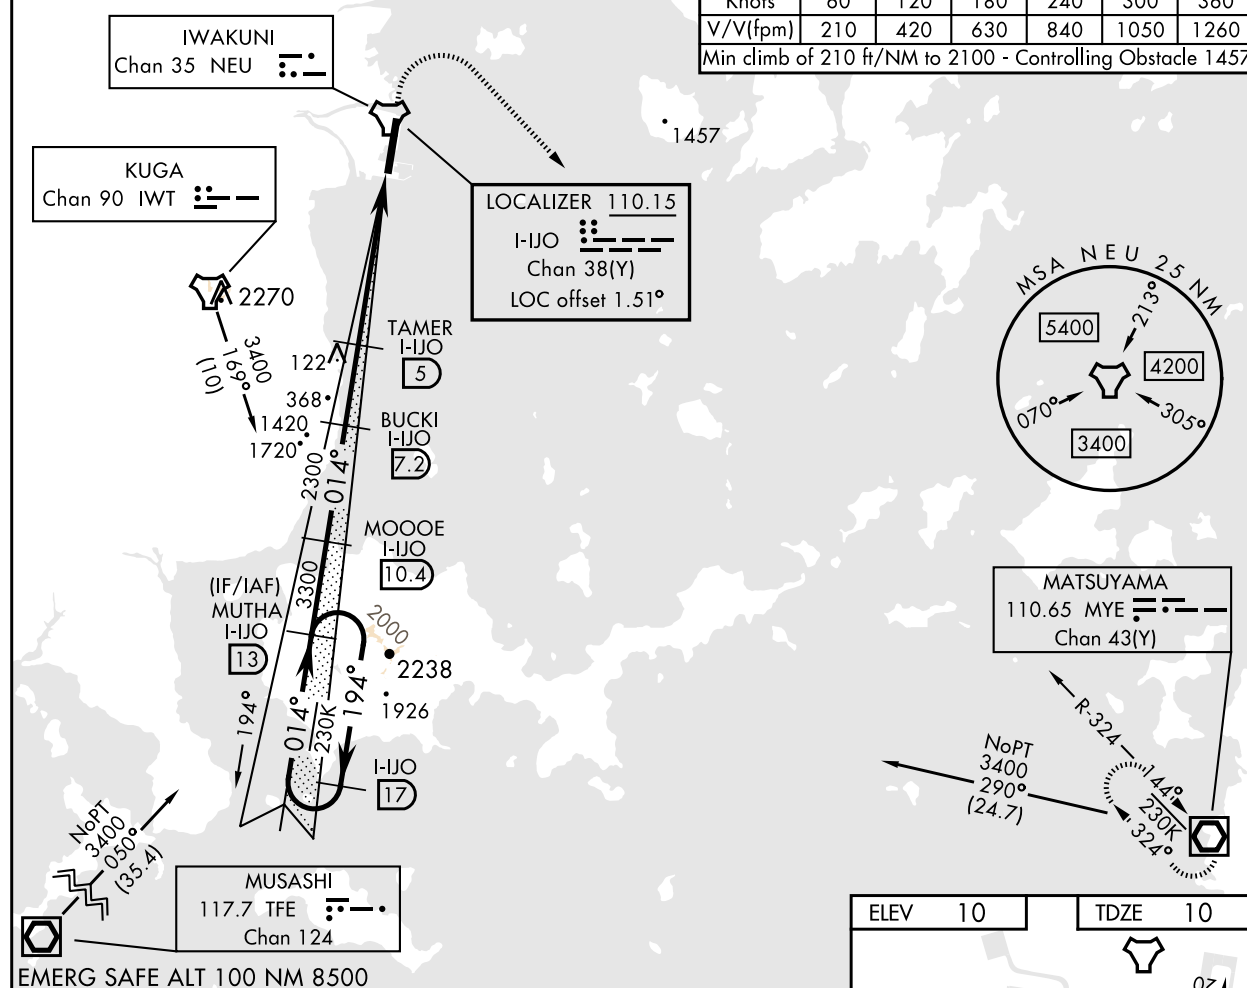 Knots 60 120 180 240 300 360
V/V(fpm) 210 420 630 840 1050 1260
Min climb of 210 ft/NM to 2100 - Controlling Obstacle 1457
IWAKUNI
Chan 35 NEU
1457
KUGA
Chan 90 IWT
LOCALIZER 110.15
I-IJO
Chan 38(Y)
LOC offset 1.51°
MSA NEU 25 NM
213°
5400
4200
070°
305°
3400
2270
3400
169°
(10)
TAMER
I-IJO
5
122
368
1420
1720
BUCKI
I-IJO
7.2
2300
014°
MOOOE
I-IJO
10.4
3300
(IF/IAF)
MUTHA
I-IJO
13
2000
2238
1926
194°
014°
230K
194°
I-IJO
17
MATSUYAMA
110.65 MYE
Chan 43(Y)
R-324
NoPT
3400
290°
(24.7)
144°
230K
324°
NoPT
3400
050°
(35.4)
MUSASHI
117.7 TFE
Chan 124
EMERG SAFE ALT 100 NM 8500
ELEV 10
TDZE 10